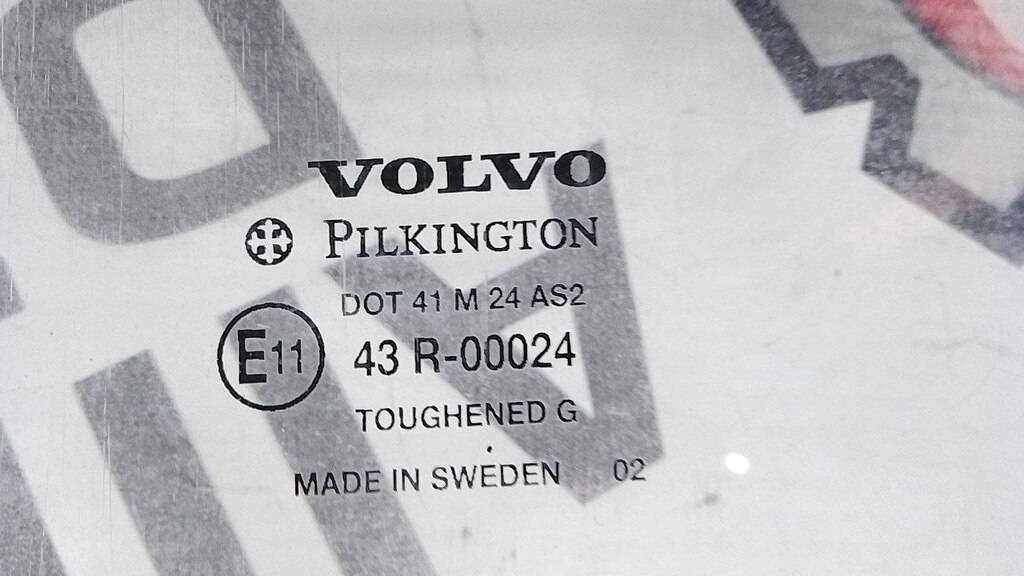 VOLVO
PILKINGTON
DOT 41 M 24 AS2
E11 43 R-00024
TOUGHENED G
MADE IN SWEDEN 02